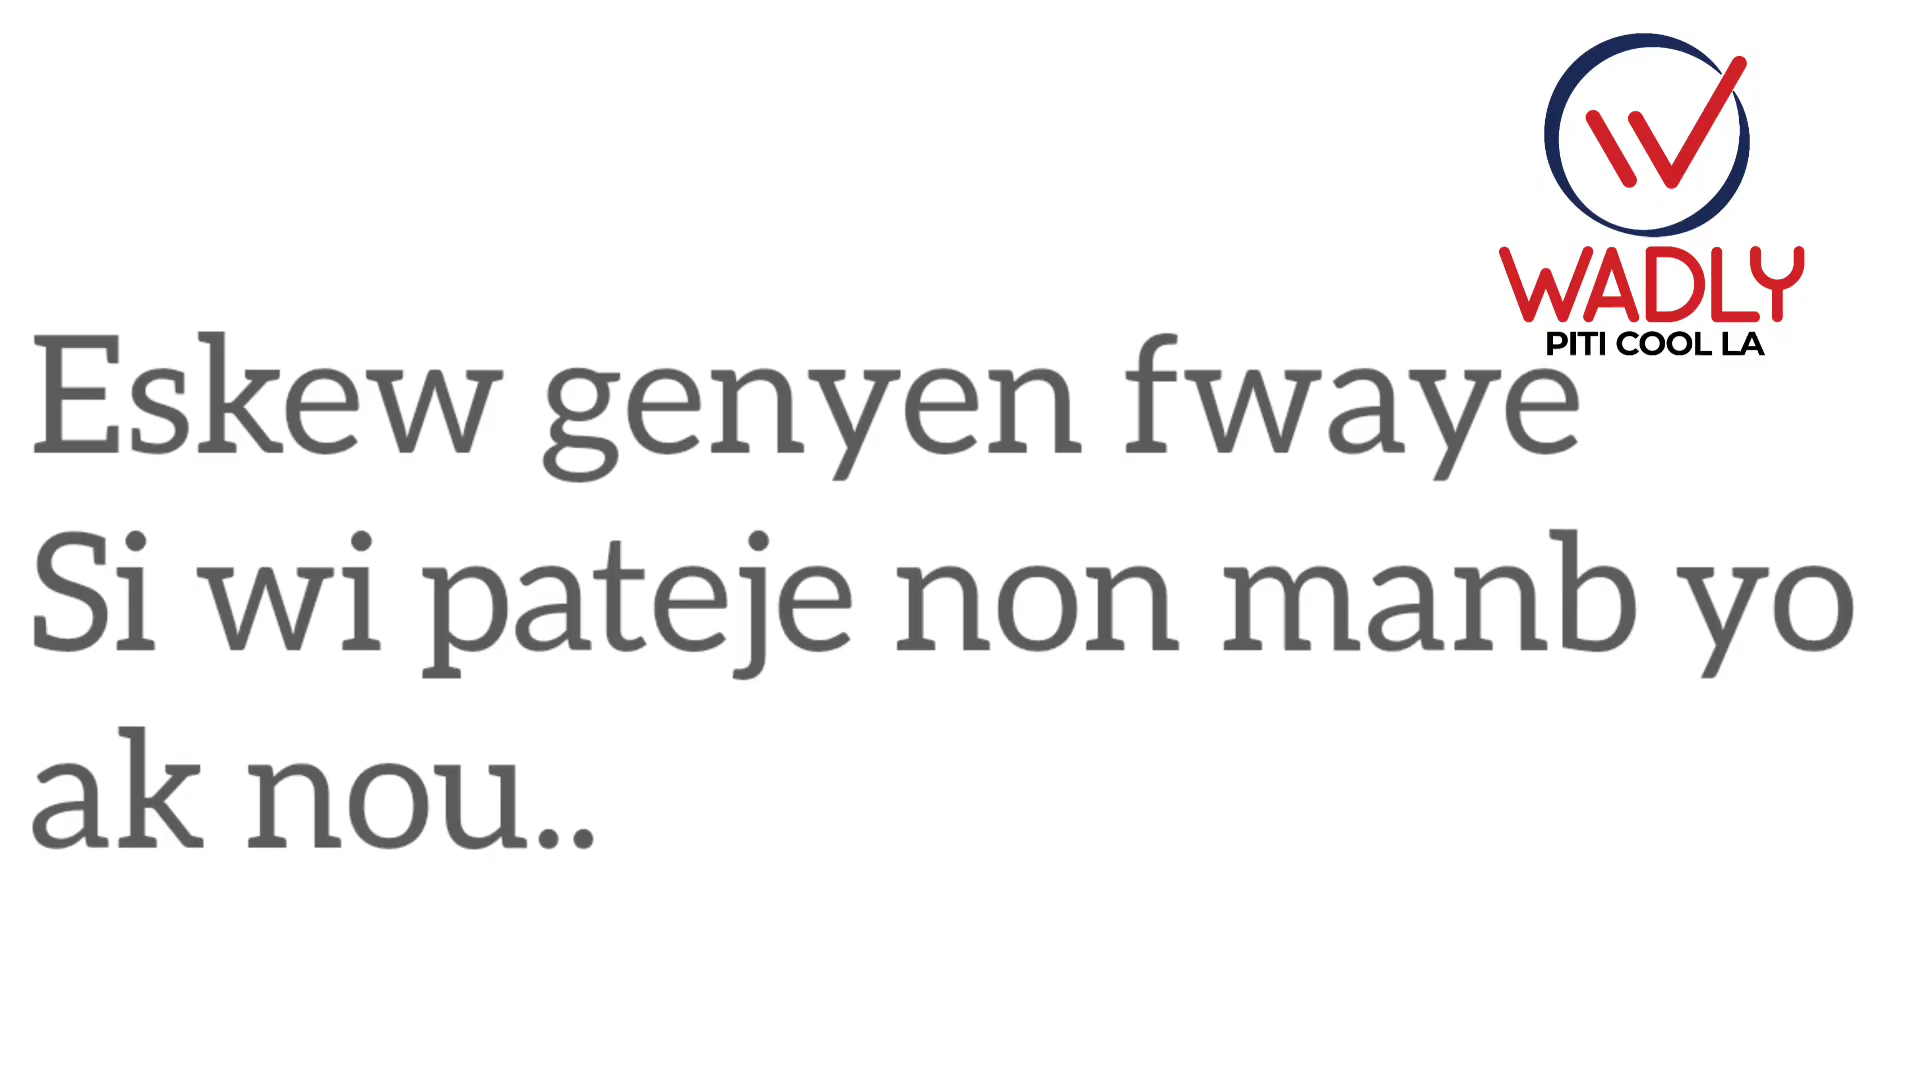 W
WADLY
PITI COOL LA
Eskew genyen fwaye
Si wi pateje non manb yo
ak nou..